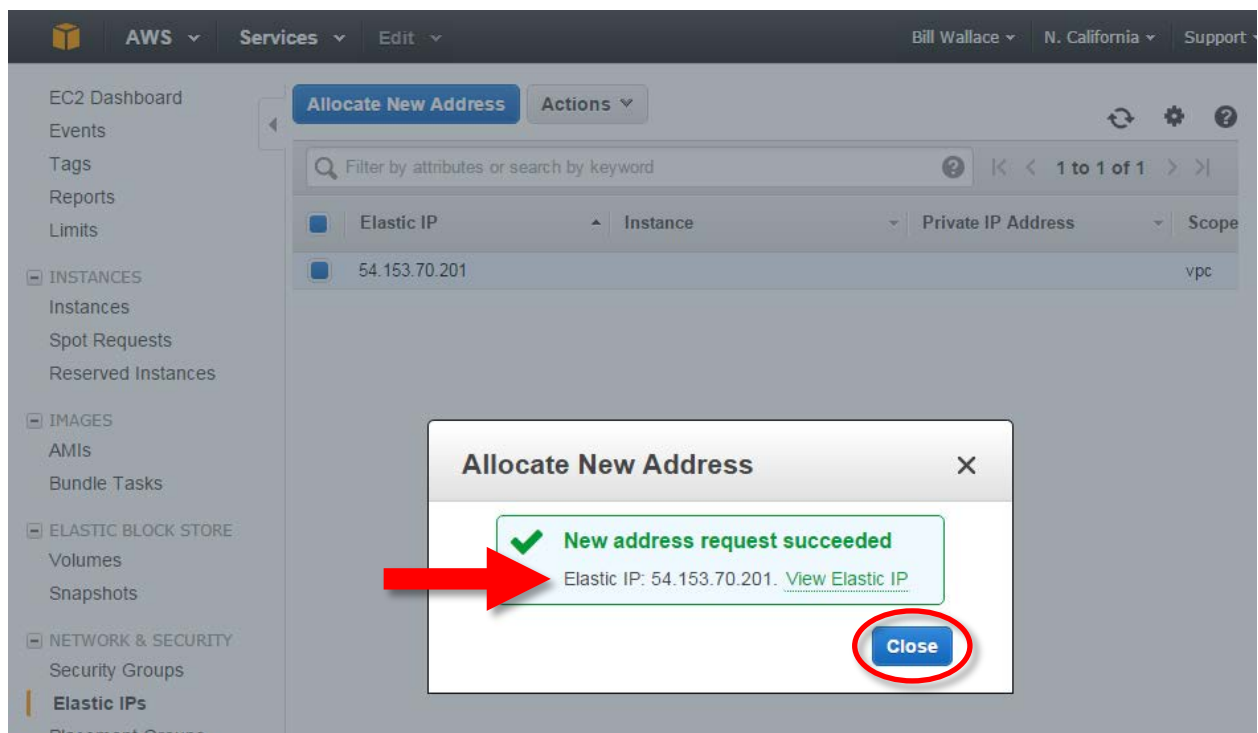 AWS Services Edit Bill Wallace N. California Support
EC2 Dashboard
Events
Tags
Reports
Limits
INSTANCES
Instances
Spot Requests
Reserved Instances
IMAGES
AMIs
Bundle Tasks
ELASTIC BLOCK STORE
Volumes
Snapshots
NETWORK & SECURITY
Security Groups
Elastic IPs
Allocate New Address Actions
Filter by attributes or search by keyword 1 to 1 of 1
Elastic IP Instance Private IP Address Scope
54.153.70.201 vpc
Allocate New Address
New address request succeeded
Elastic IP: 54.153.70.201. View Elastic IP
Close